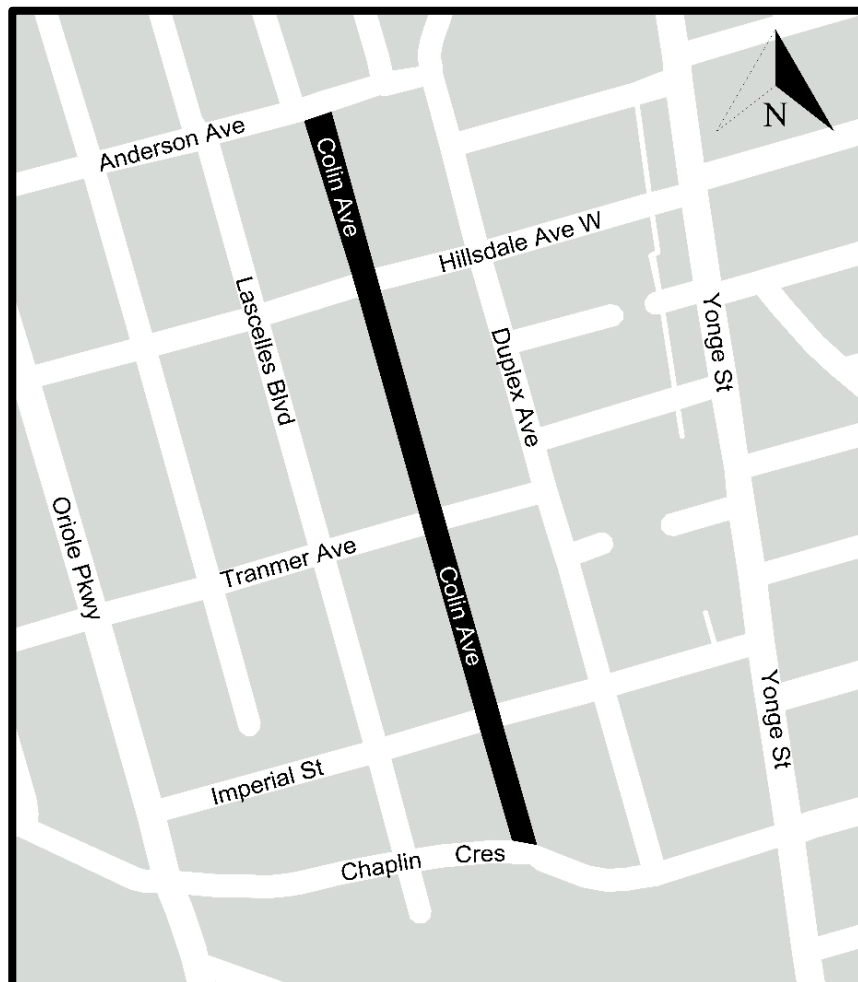 N
Anderson Ave
Colin Ave
Hillsdale Ave W
Lascelles Blvd
Duplex Ave
Yonge St
Oriole Pkwy
Tranmer Ave
Colin Ave
Yonge St
Imperial St
Chaplin Cres